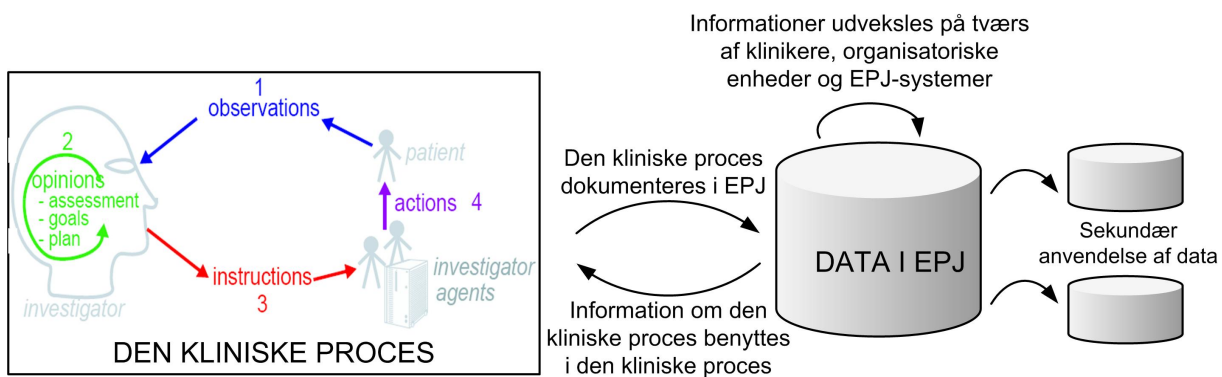 1
observations
2
opinions
- assessment
- goals
- plan
investigator
patient
actions 4
instructions
3
investigator
agents
DEN KLINISKE PROCES
Informationer udveksles på tværs
af klinikere, organisatoriske
enheder og EPJ-systemer
Den kliniske proces
dokumenteres i EPJ
Information om den
kliniske proces benyttes
i den kliniske proces
DATA I EPJ
Sekundær
anvendelse af data